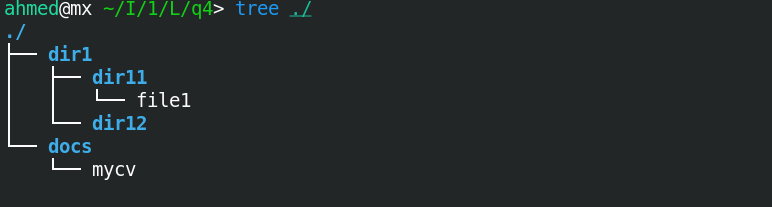 ahmed@mx ~/I/1/L/q4> tree ./
./
├── dir1
│   ├── dir11
│   │   └── file1
│   └── dir12
└── docs
    └── mycv